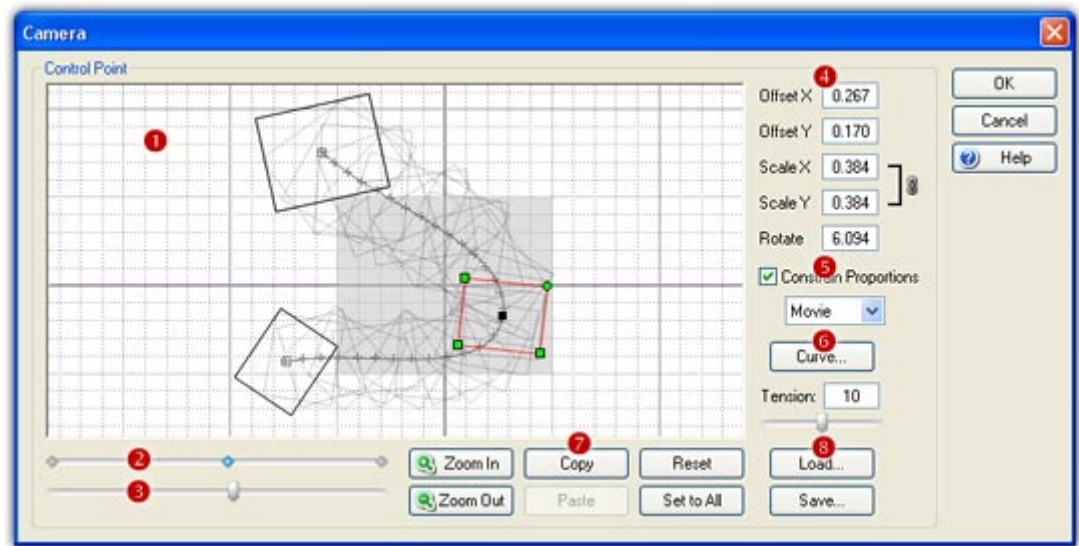 Camera
Control Point
1
4
Offset X 0.267
Offset Y 0.170
Scale X 0.384
Scale Y 0.384
Rotate 6.094
5
Constrain Proportions
Movie
6
Curve...
Tension: 10
OK
Cancel
Help
2
3
Zoom In
Zoom Out
7
Copy
Paste
Reset
Set to All
8
Load...
Save...